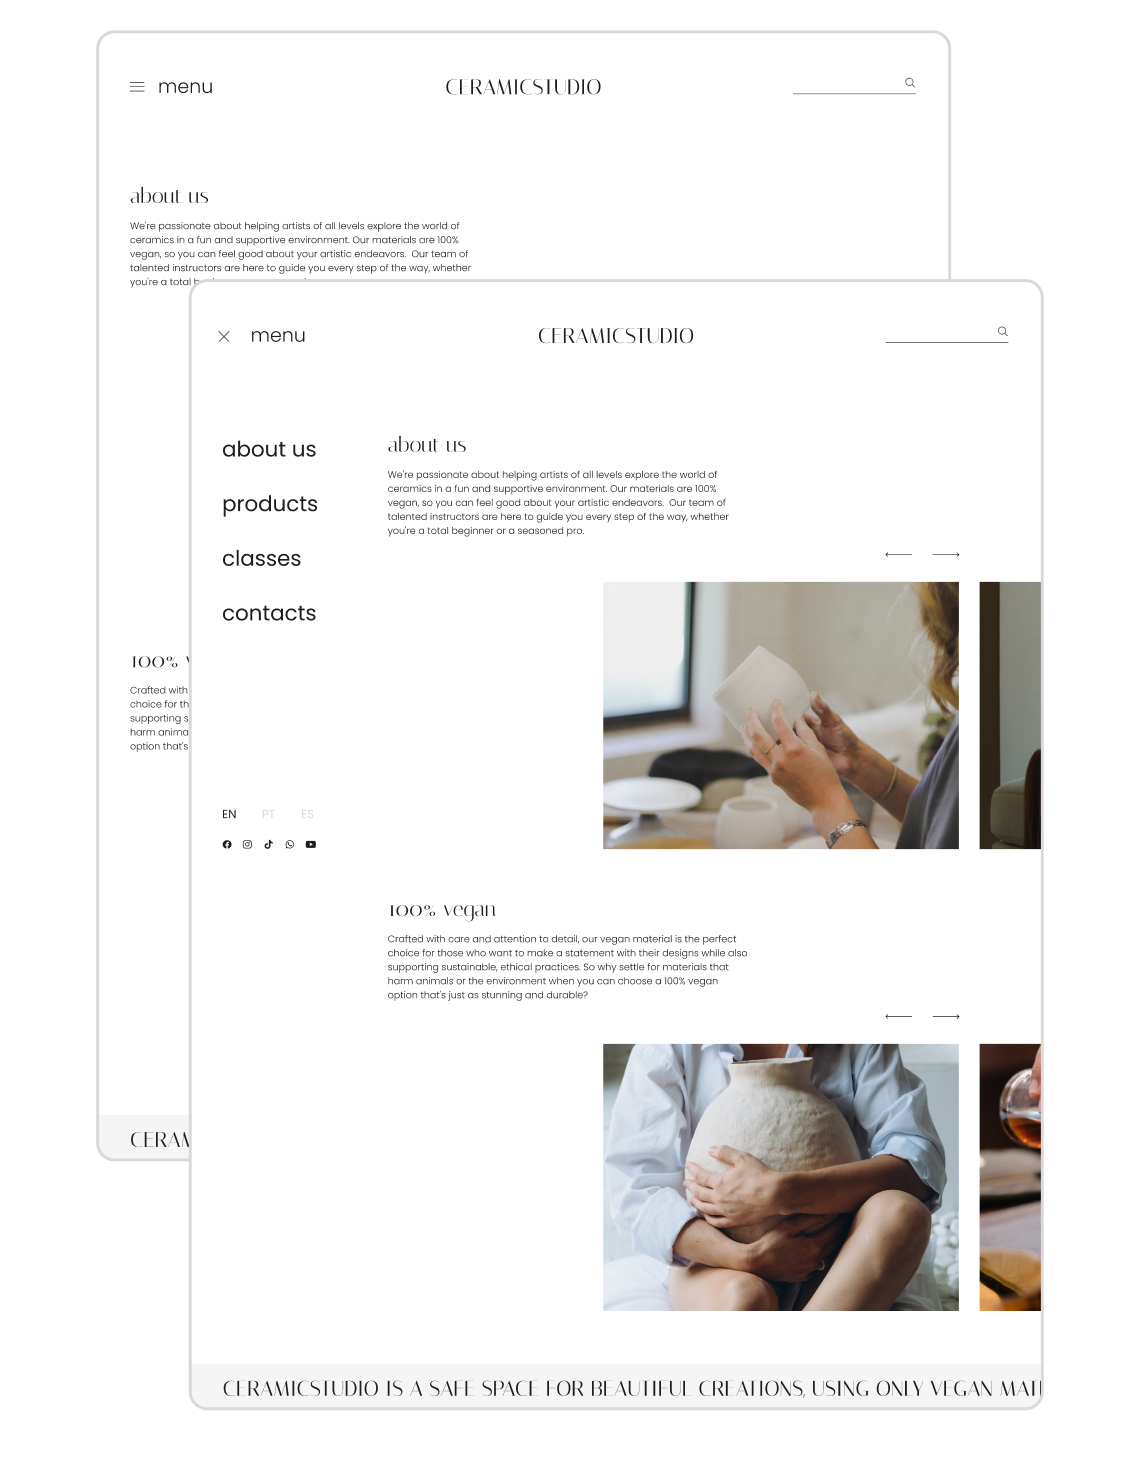 menu
CERAMICSTUDIO
about us
We're passionate about helping artists of all levels explore the world of
ceramics in a fun and supportive environment. Our materials are 100%
vegan, so you can feel good about your artistic endeavors.  Our team of
talented instructors are here to guide you every step of the way, whether
you're a total
100%
Crafted with
choice for th
supporting s
harm anima
option that's
CERAM
menu
CERAMICSTUDIO
about us
products
classes
contacts
EN PT ES
about us
We're passionate about helping artists of all levels explore the world of
ceramics in a fun and supportive environment. Our materials are 100%
vegan, so you can feel good about your artistic endeavors.  Our team of
talented instructors are here to guide you every step of the way, whether
you're a total beginner or a seasoned pro.
100% vegan
Crafted with care and attention to detail, our vegan material is the perfect
choice for those who want to make a statement with their designs while also
supporting sustainable, ethical practices. So why settle for materials that
harm animals or the environment when you can choose a 100% vegan
option that's just as stunning and durable?
CERAMICSTUDIO IS A SAFE SPACE FOR BEAUTIFUL CREATIONS, USING ONLY VEGAN MAT